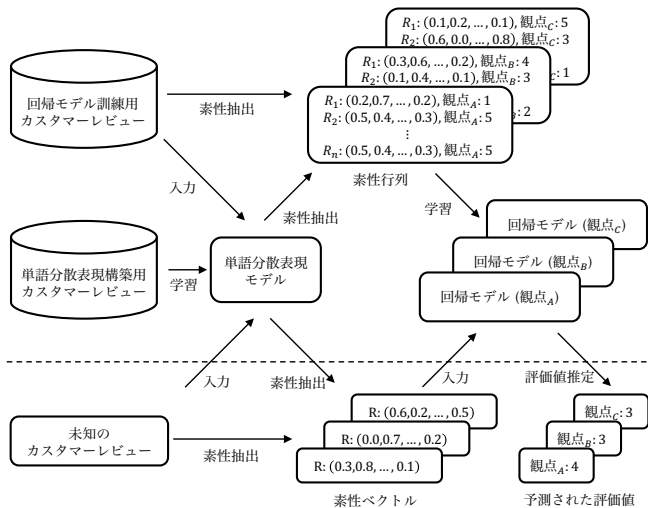 R₁: (0.1,0.2, ... , 0.1), 観点C: 5
R₂: (0.6, 0.0, ... , 0.8), 観点C: 3
C: 1
R₁: (0.3,0.6, ... , 0.2), 観点B: 4
R₂: (0.1, 0.4, ... , 0.1), 観点B: 3
B: 2
R₁: (0.2,0.7, ... , 0.2), 観点A: 1
R₂: (0.5, 0.4, ... , 0.3), 観点A: 5
⋮
Rn: (0.5, 0.4, ... , 0.3), 観点A: 5
回帰モデル訓練用
カスタマーレビュー
素性抽出
素性行列
入力
素性抽出
学習
単語分散表現構築用
カスタマーレビュー
学習
単語分散表現
モデル
回帰モデル (観点C)
回帰モデル (観点B)
回帰モデル (観点A)
入力
素性抽出
入力
評価値推定
未知の
カスタマーレビュー
素性抽出
R: (0.6,0.2, ... , 0.5)
R: (0.0,0.7, ... , 0.2)
R: (0.3,0.8, ... , 0.1)
素性ベクトル
観点C: 3
観点B: 3
観点A: 4
予測された評価値